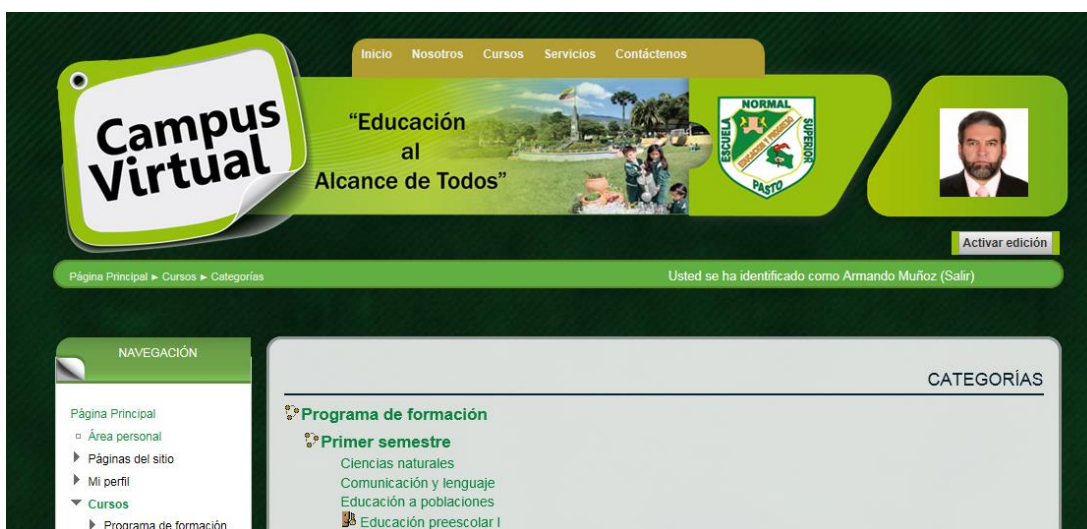 Inicio Nosotros Cursos Servicios Contáctenos
Campus
Virtual
“Educación
al
Alcance de Todos”
ESCUELA NORMAL SUPERIOR
EDUCACION Y PROGRESO
PASTO
Activar edición
Página Principal ► Cursos ► Categorías
Usted se ha identificado como Armando Muñoz (Salir)
NAVEGACIÓN
Página Principal
Área personal
Páginas del sitio
Mi perfil
Cursos
Programa de formación
CATEGORÍAS
Programa de formación
Primer semestre
Ciencias naturales
Comunicación y lenguaje
Educación a poblaciones
Educación preescolar I